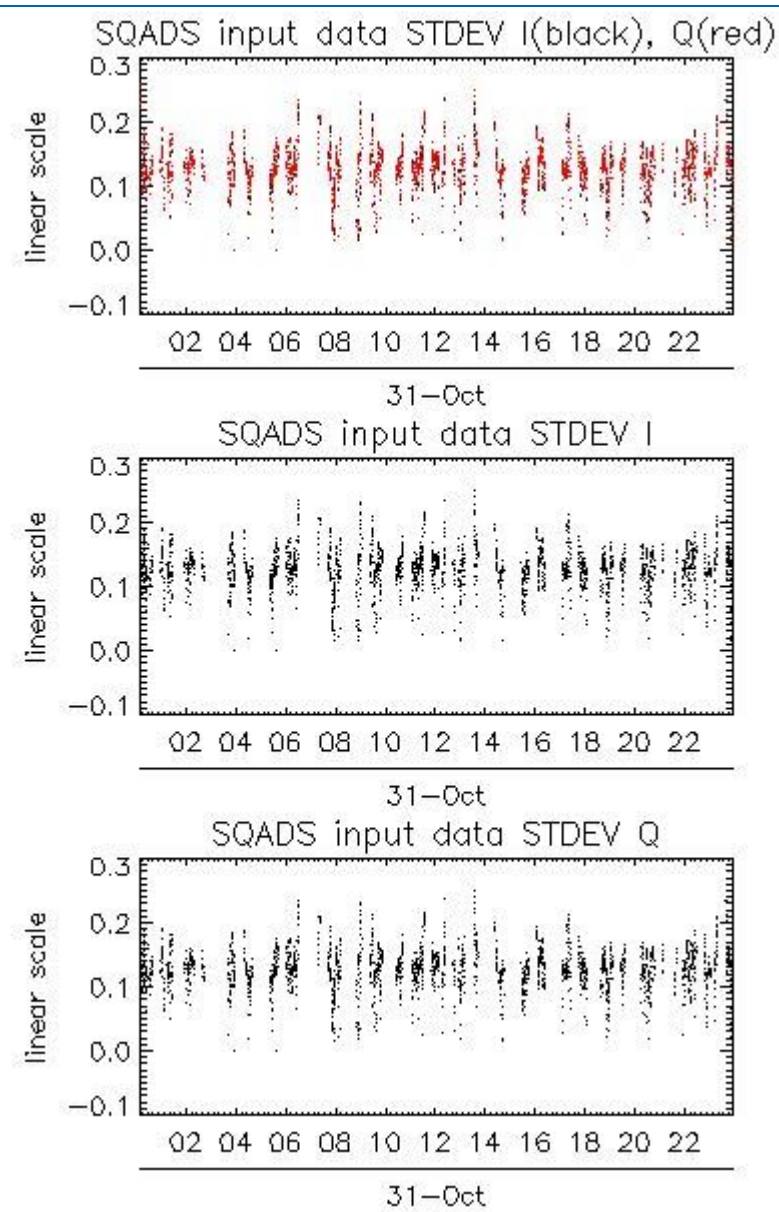 SQADS input data STDEV I(black), Q(red)
0.3
0.2
0.1
0.0
−0.1
linear scale
02 04 06 08 10 12 14 16 18 20 22
31−Oct
SQADS input data STDEV I
0.3
0.2
0.1
0.0
−0.1
linear scale
02 04 06 08 10 12 14 16 18 20 22
31−Oct
SQADS input data STDEV Q
0.3
0.2
0.1
0.0
−0.1
linear scale
02 04 06 08 10 12 14 16 18 20 22
31−Oct